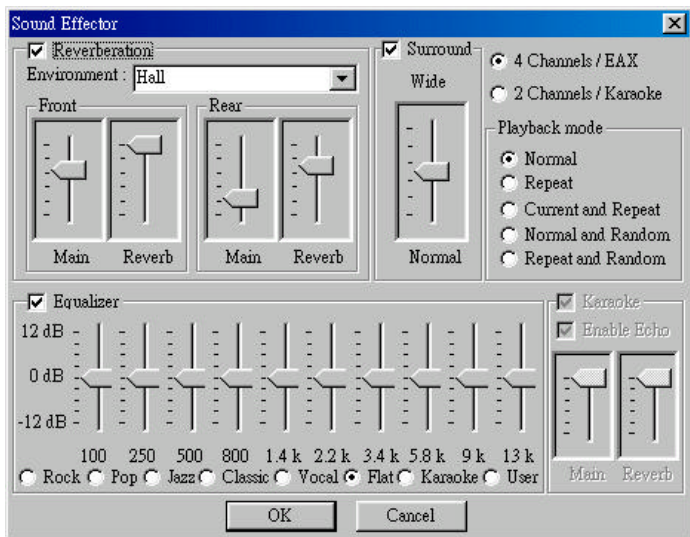 Sound Effector
Reverberation
Environment : Hall
Front
Main Reverb
Rear
Main Reverb
Surround
Wide
Normal
4 Channels / EAX
2 Channels / Karaoke
Playback mode
Normal
Repeat
Current and Repeat
Normal and Random
Repeat and Random
Equalizer
12 dB
0 dB
-12 dB
100 250 500 800 1.4 k 2.2 k 3.4 k 5.8 k 9 k 13 k
Rock Pop Jazz Classic Vocal Flat Karaoke User
Karaoke
Enable Echo
Main Reverb
OK Cancel